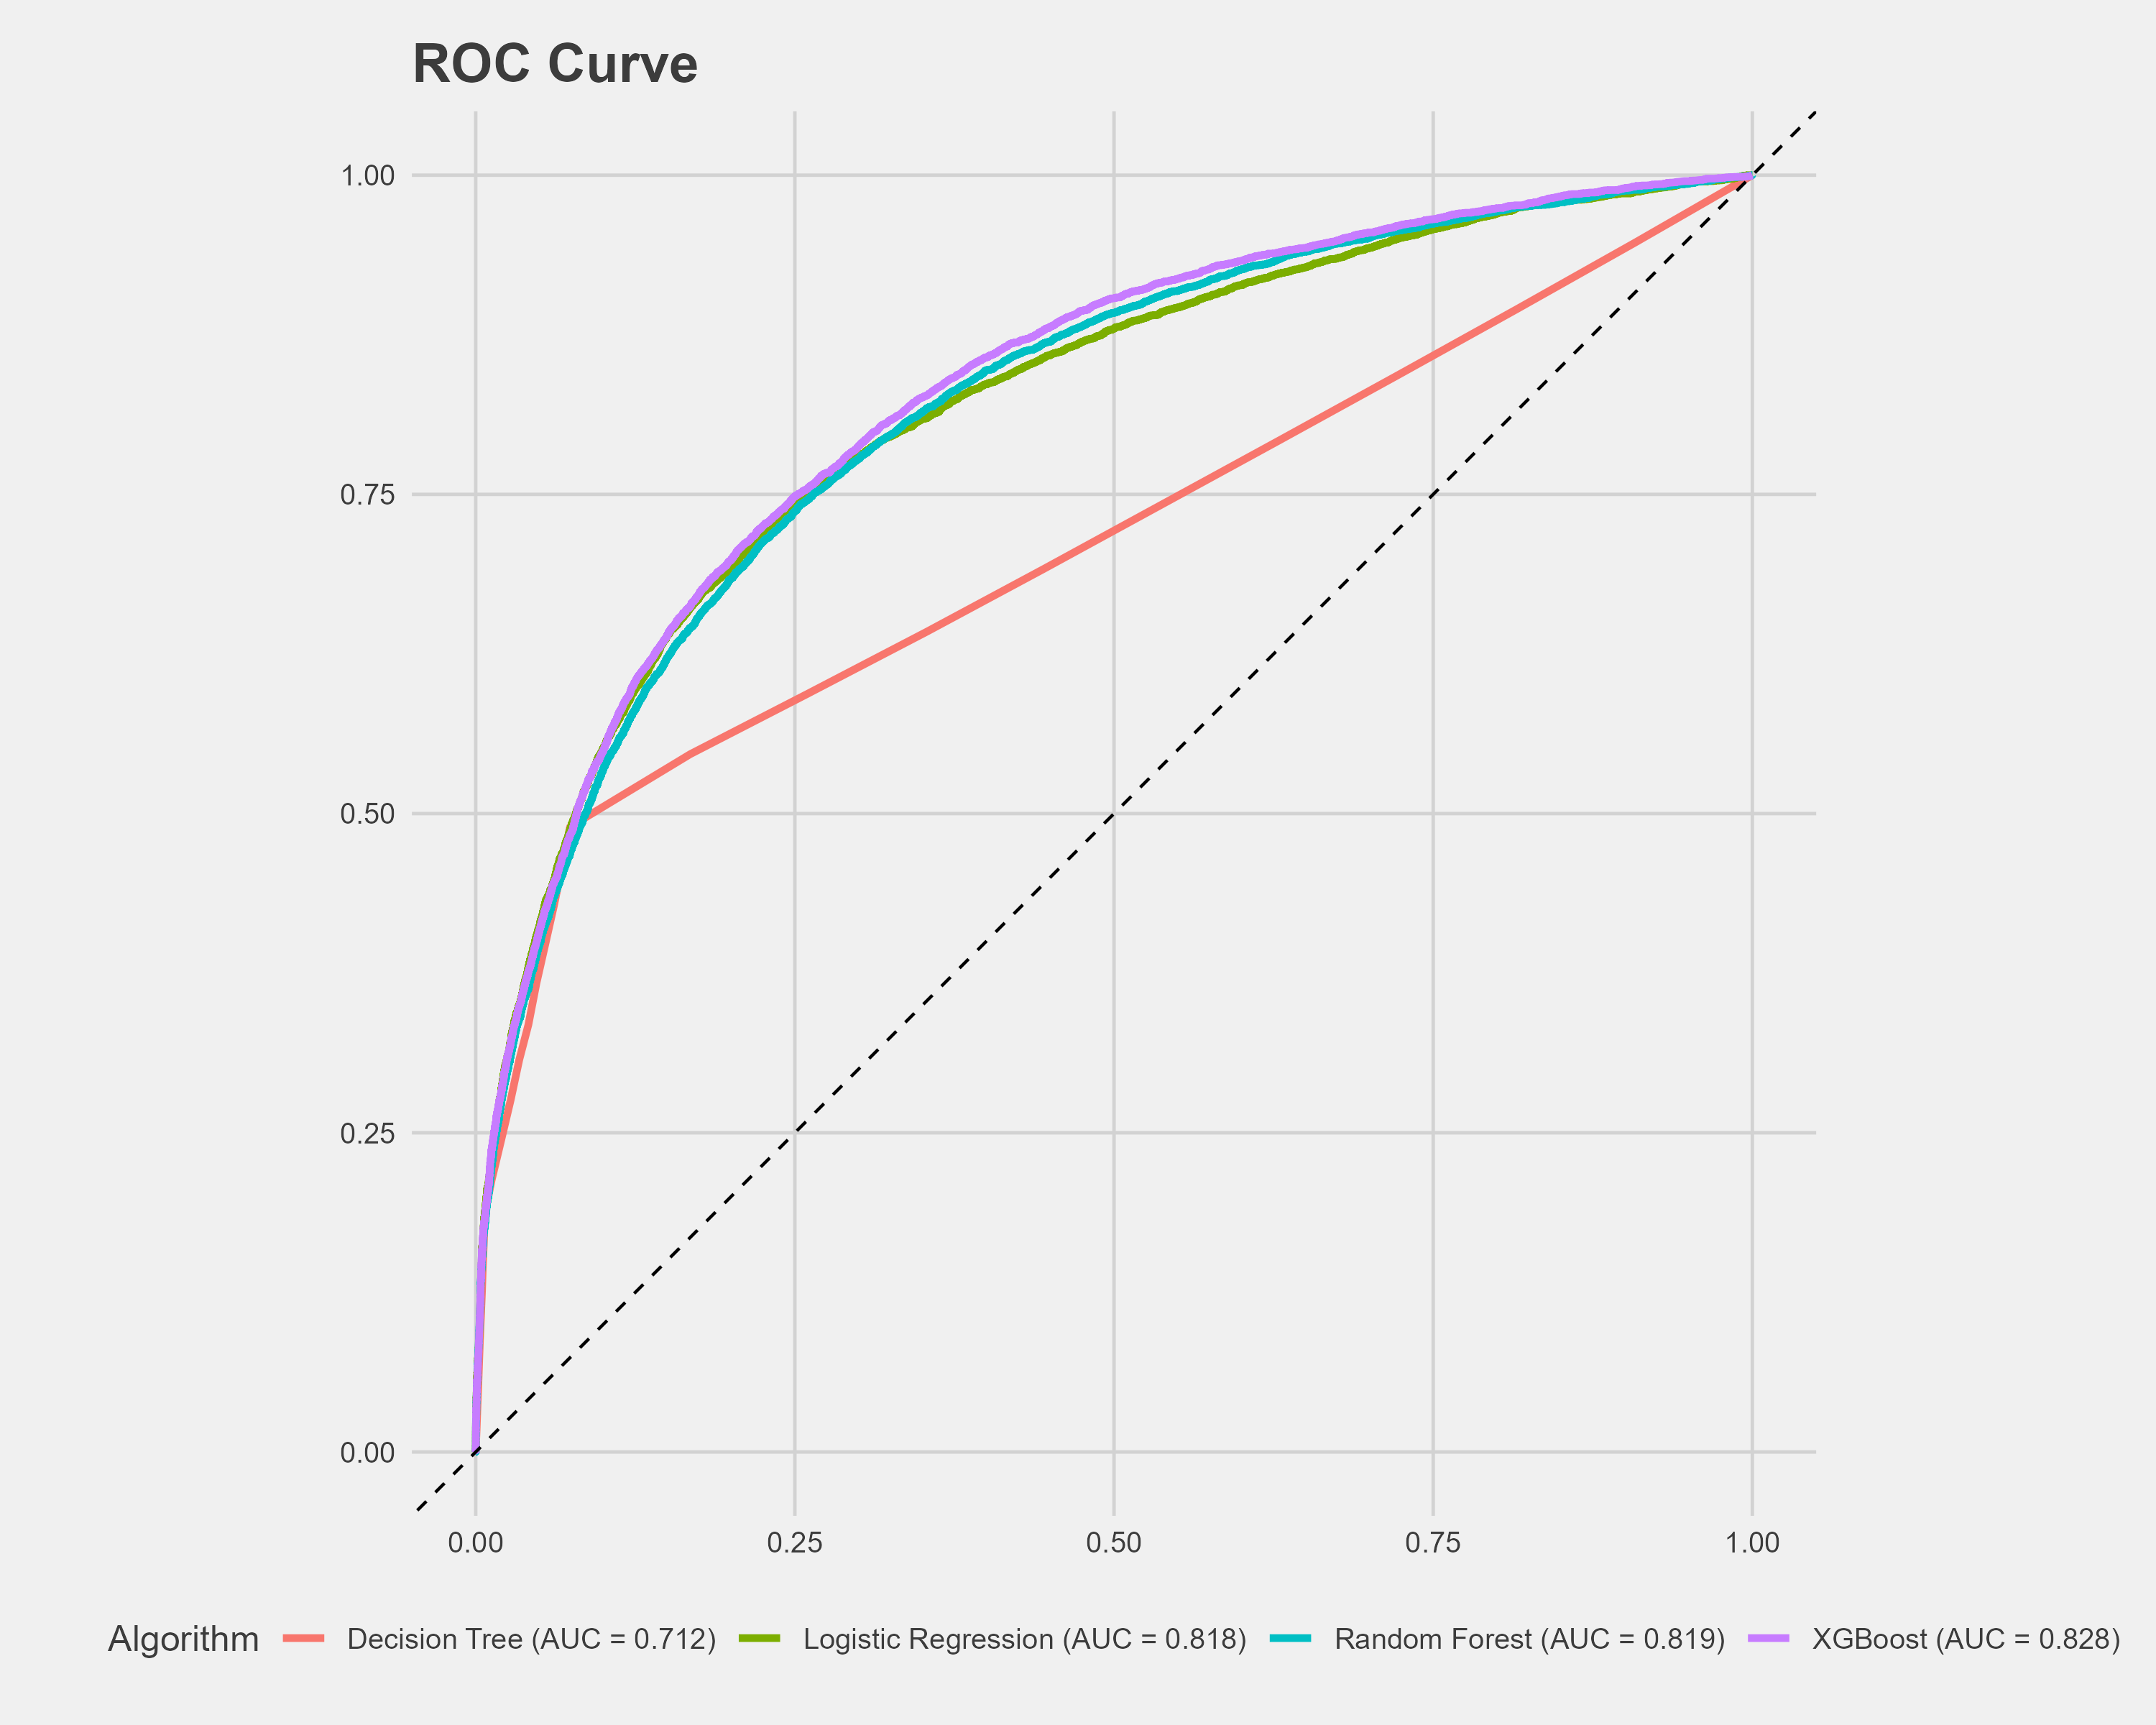 ROC Curve
1.00
0.75
0.50
0.25
0.00
0.00 0.25 0.50 0.75 1.00
Algorithm Decision Tree (AUC = 0.712) Logistic Regression (AUC = 0.818) Random Forest (AUC = 0.819) XGBoost (AUC = 0.828)